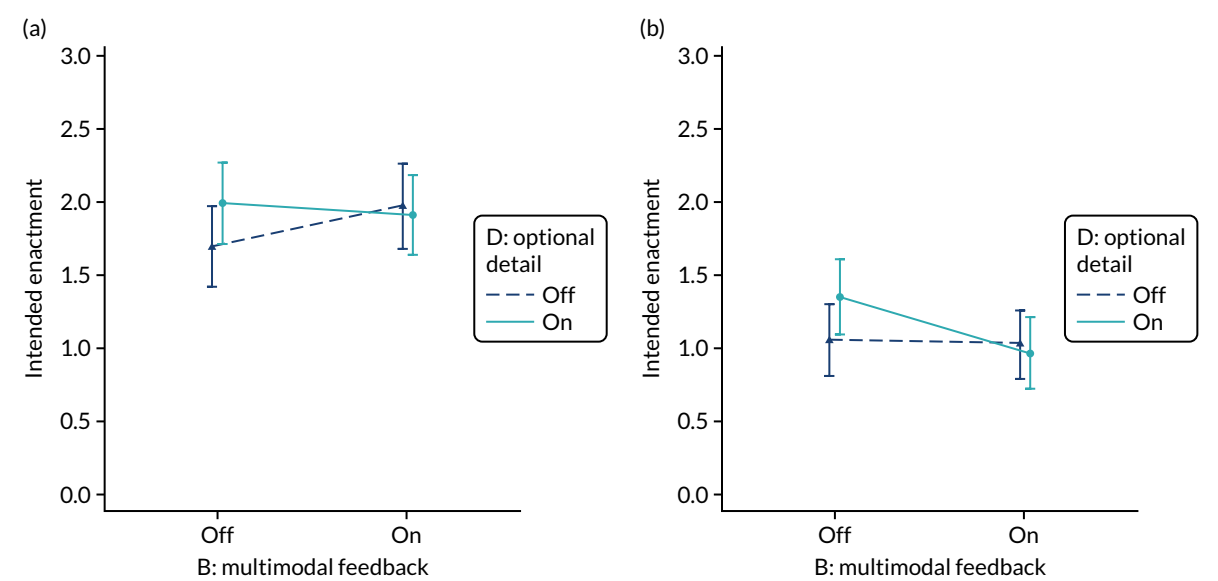 (a)
3.0
2.5
2.0
1.5
1.0
0.5
0.0
Intended enactment
Off
On
B: multimodal feedback
D: optional
detail
Off
On
(b)
3.0
2.5
2.0
1.5
1.0
0.5
0.0
Intended enactment
Off
On
B: multimodal feedback
D: optional
detail
Off
On